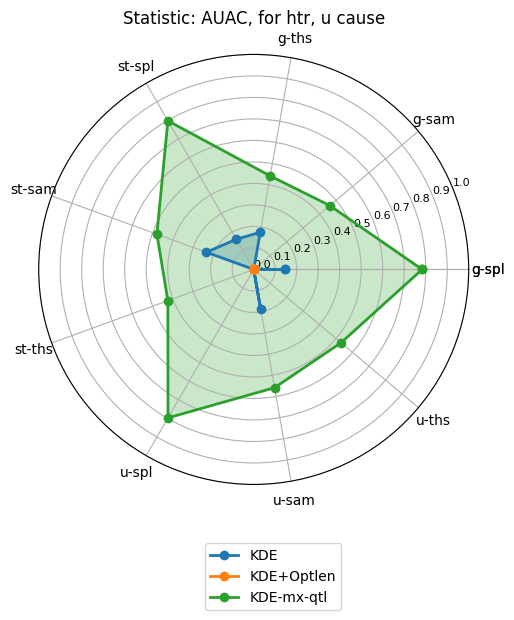 Statistic: AUAC, for htr, u cause
g-ths
st-spl
g-sam
1.0
0.9
0.8
0.7
0.6
0.5
0.4
0.3
0.2
0.1
0.0
st-sam
g-spl
st-ths
u-ths
u-spl
u-sam
KDE
KDE+Optlen
KDE-mx-qtl